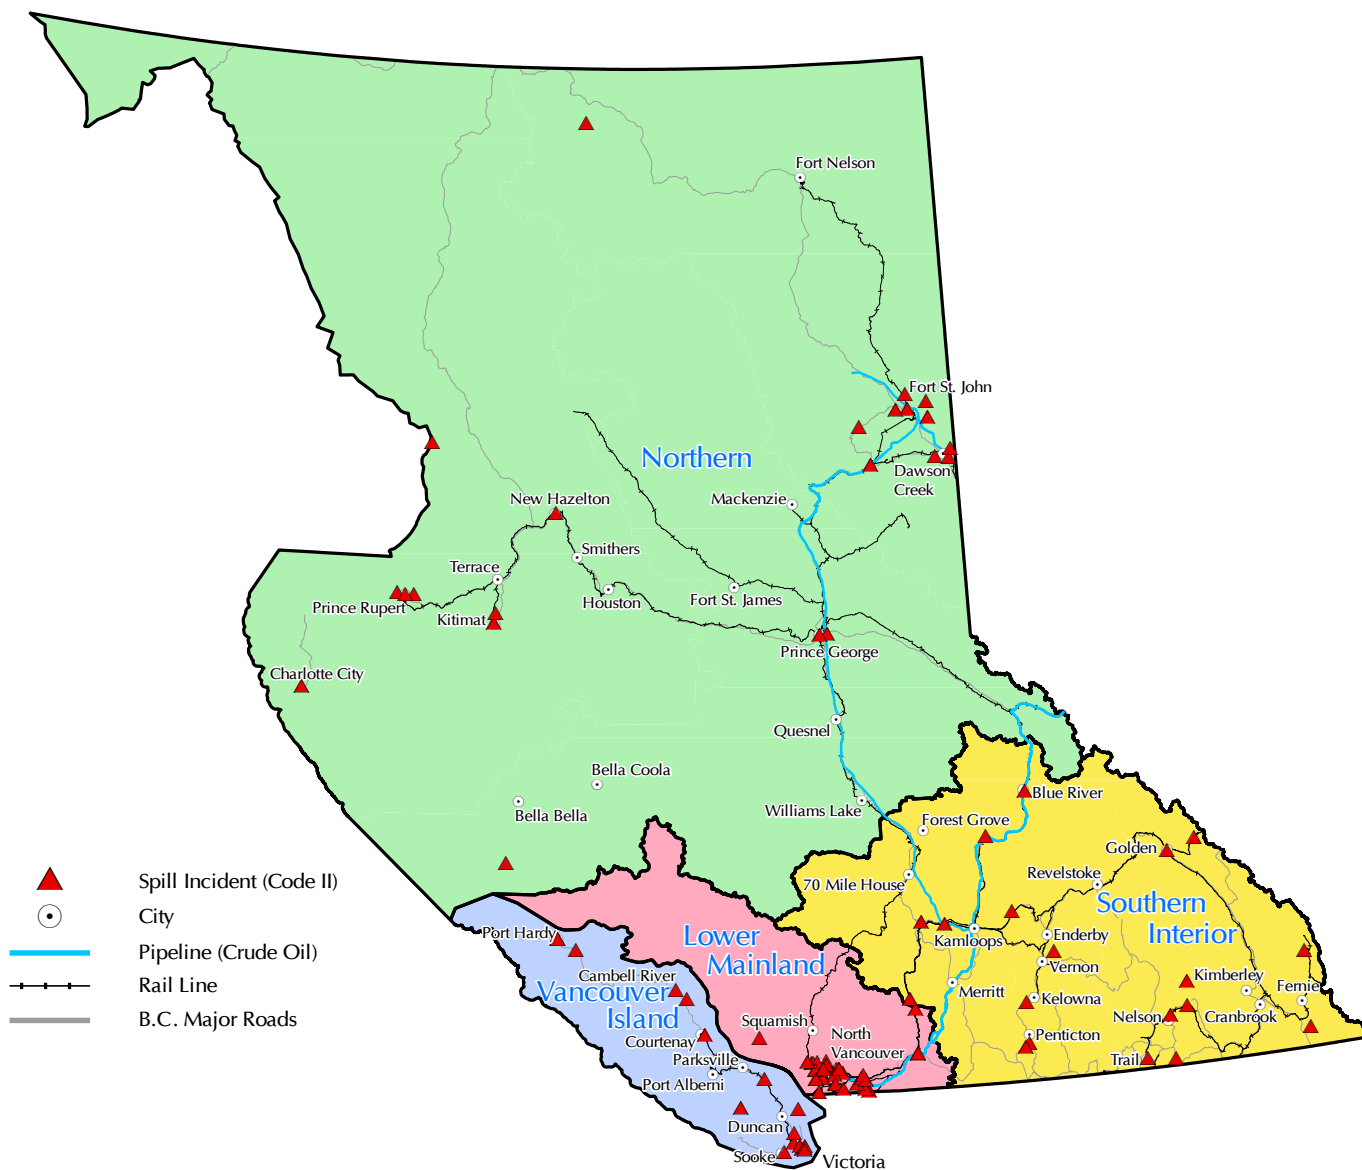 Fort Nelson
Fort St. John
Northern
Dawson
Creek
Mackenzie
New Hazelton
Smithers
Terrace
Houston
Fort St. James
Prince Rupert
Kitimat
Prince George
Charlotte City
Quesnel
Bella Coola
Bella Bella
Williams Lake
Blue River
Forest Grove
Golden
70 Mile House
Revelstoke
Southern
Interior
Kamloops
Enderby
Vernon
Merritt
Kelowna
Kimberley
Fernie
Nelson
Cranbrook
Penticton
Trail
Lower
Mainland
Port Hardy
Cambell River
Vancouver
Island
Squamish
North
Vancouver
Courtenay
Parksville
Port Alberni
Duncan
Sooke
Victoria
Spill Incident (Code II)
City
Pipeline (Crude Oil)
Rail Line
B.C. Major Roads